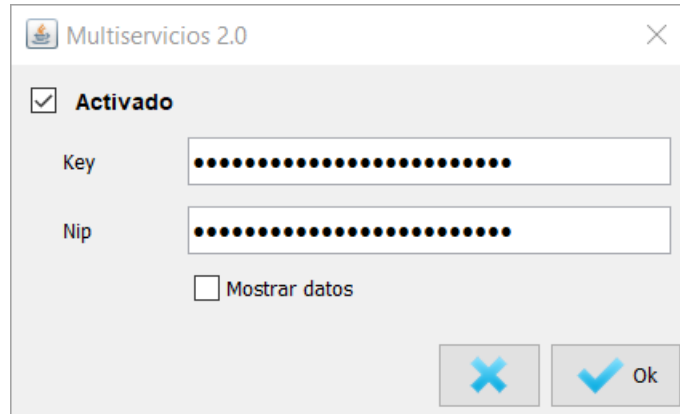 Multiservicios 2.0
Activado
Key
●●●●●●●●●●●●●●●●●●●●●●●●●
Nip
●●●●●●●●●●●●●●●●●●●●●●●●●
Mostrar datos
Ok